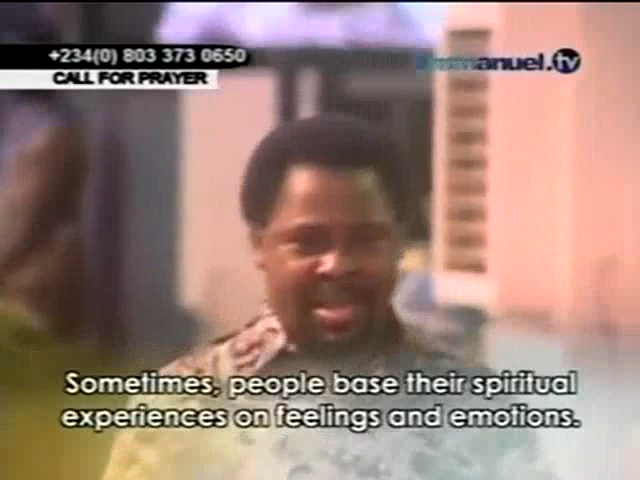 +234(0) 803 373 0650
CALL FOR PRAYER
Emmanuel.tv
Sometimes, people base their spiritual
experiences on feelings and emotions.